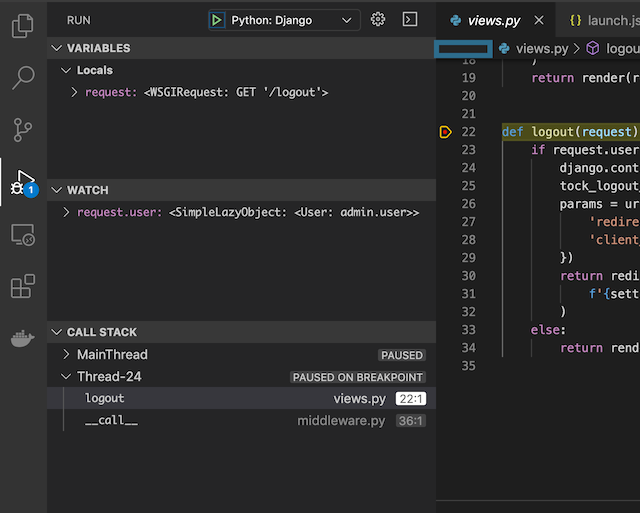 RUN
Python: Django
VARIABLES
Locals
request: <WSGIRequest: GET '/logout'>
WATCH
request.user: <SimpleLazyObject: <User: admin.user>>
CALL STACK
MainThread PAUSED
Thread-24 PAUSED ON BREAKPOINT
logout views.py 22:1
__call__ middleware.py 36:1
1
views.py
{} launch.js
views.py > logou
18 )
19 return render(r
20
21
22 def logout(request)
23 if request.user
24 django.cont
25 tock_logout
26 params = ur
27 'redire
28 'client
29 })
30 return redi
31 f'{sett
32 )
33 else:
34 return rend
35